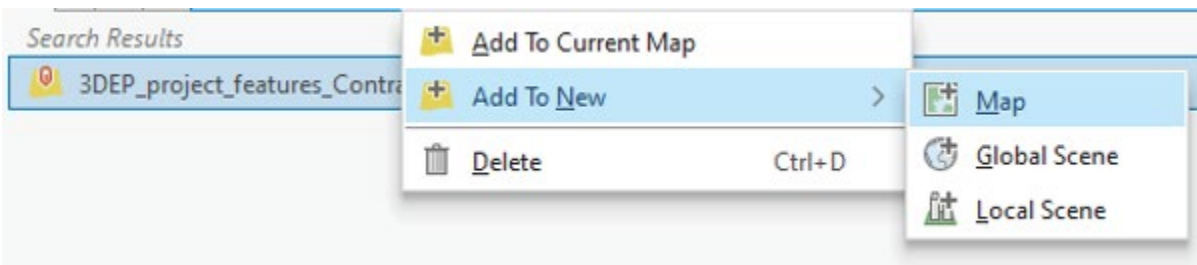 Search Results
3DEP_project_features_Contra
Add To Current Map
Add To New
Delete Ctrl+D
Map
Global Scene
Local Scene